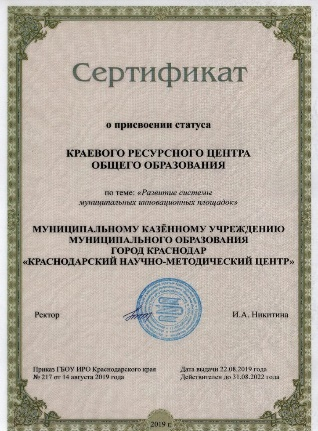 Сертификат
о присвоении статуса
КРАЕВОГО РЕСУРСНОГО ЦЕНТРА
ОБЩЕГО ОБРАЗОВАНИЯ
по теме: «Развитие системы
муниципальных инновационных площадок»
МУНИЦИПАЛЬНОМУ КАЗЁННОМУ УЧРЕЖДЕНИЮ
МУНИЦИПАЛЬНОГО ОБРАЗОВАНИЯ
ГОРОД КРАСНОДАР
«КРАСНОДАРСКИЙ НАУЧНО-МЕТОДИЧЕСКИЙ ЦЕНТР»
Ректор И.А. Никитина
Приказ ГБОУ ИРО Краснодарского края Дата выдачи 22.08.2019 года
№ 217 от 14 августа 2019 года Действителен до 31.08.2022 года
2019 г.